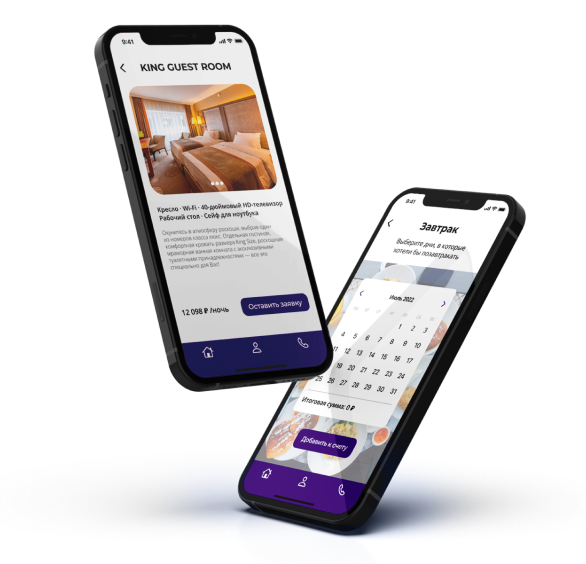 9:41
KING GUEST ROOM
Кресло · Wi-Fi · 40-дюймовый HD-телевизор
Рабочий стол · Сейф для ноутбука
Окунитесь в атмосферу роскоши, выбрав один
из номеров класса люкс. Отдельная гостиная,
комфортная кровать размера King Size, роскошная
мраморная ванная комната с эксклюзивными
туалетными принадлежностями — все это
специально для Вас!
12 098 ₽ /ночь
Оставить заявку
9:41
Завтрак
Выберите дни, в которые
хотели бы позавтракать
Июль 2022
1 2 3
4 5 6 7 8 9 10
11 12 13 14 15 16 17
18 19 20 21 22 23 24
25 26 27 28 29 30 31
Итоговая сумма: 0 ₽
Добавить к счету